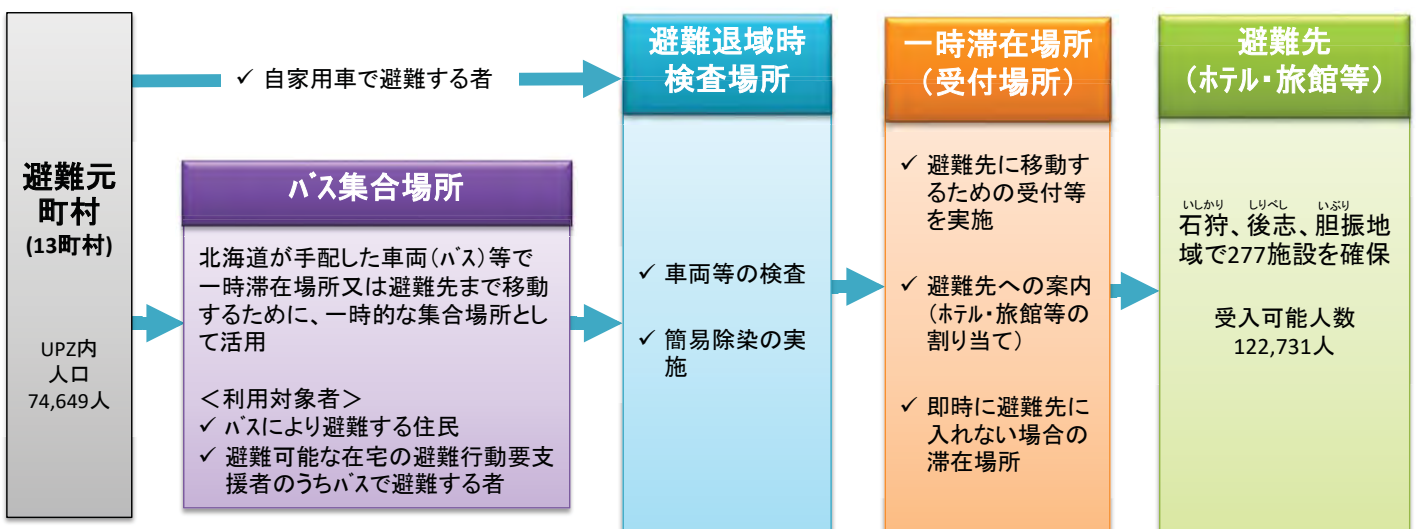 避難元
町村
(13町村)
UPZ内
人口
74,649人
✓ 自家用車で避難する者
バス集合場所
北海道が手配した車両(バス)等で
一時滞在場所又は避難先まで移動
するために、一時的な集合場所とし
て活用
＜利用対象者＞
✓ バスにより避難する住民
✓ 避難可能な在宅の避難行動要支
援者のうちバスで避難する者
避難退域時
検査場所
✓ 車両等の検査
✓ 簡易除染の実
施
一時滞在場所
(受付場所)
✓ 避難先に移動す
るための受付等
を実施
✓ 避難先への案内
(ホテル・旅館等の
割り当て)
✓ 即時に避難先に
入れない場合の
滞在場所
避難先
(ホテル・旅館等)
いしかり しりべし いぶり
石狩、後志、胆振地
域で277施設を確保
受入可能人数
122,731人